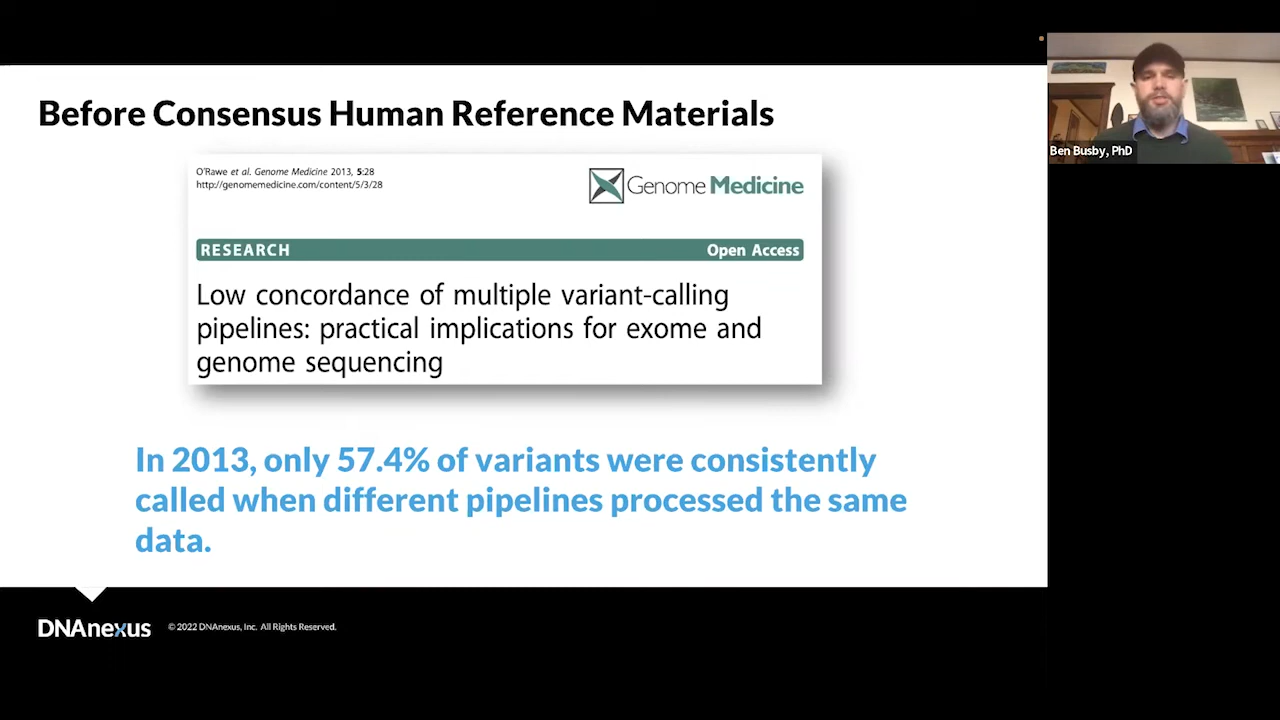 Before Consensus Human Reference Materials
O'Rawe et al. Genome Medicine 2013, 5:28
http://genomemedicine.com/content/5/3/28
Genome Medicine
RESEARCH
Open Access
Low concordance of multiple variant-calling
pipelines: practical implications for exome and
genome sequencing
In 2013, only 57.4% of variants were consistently
called when different pipelines processed the same
data.
DNAnexus
© 2022 DNAnexus, Inc. All Rights Reserved.
Ben Busby, PhD